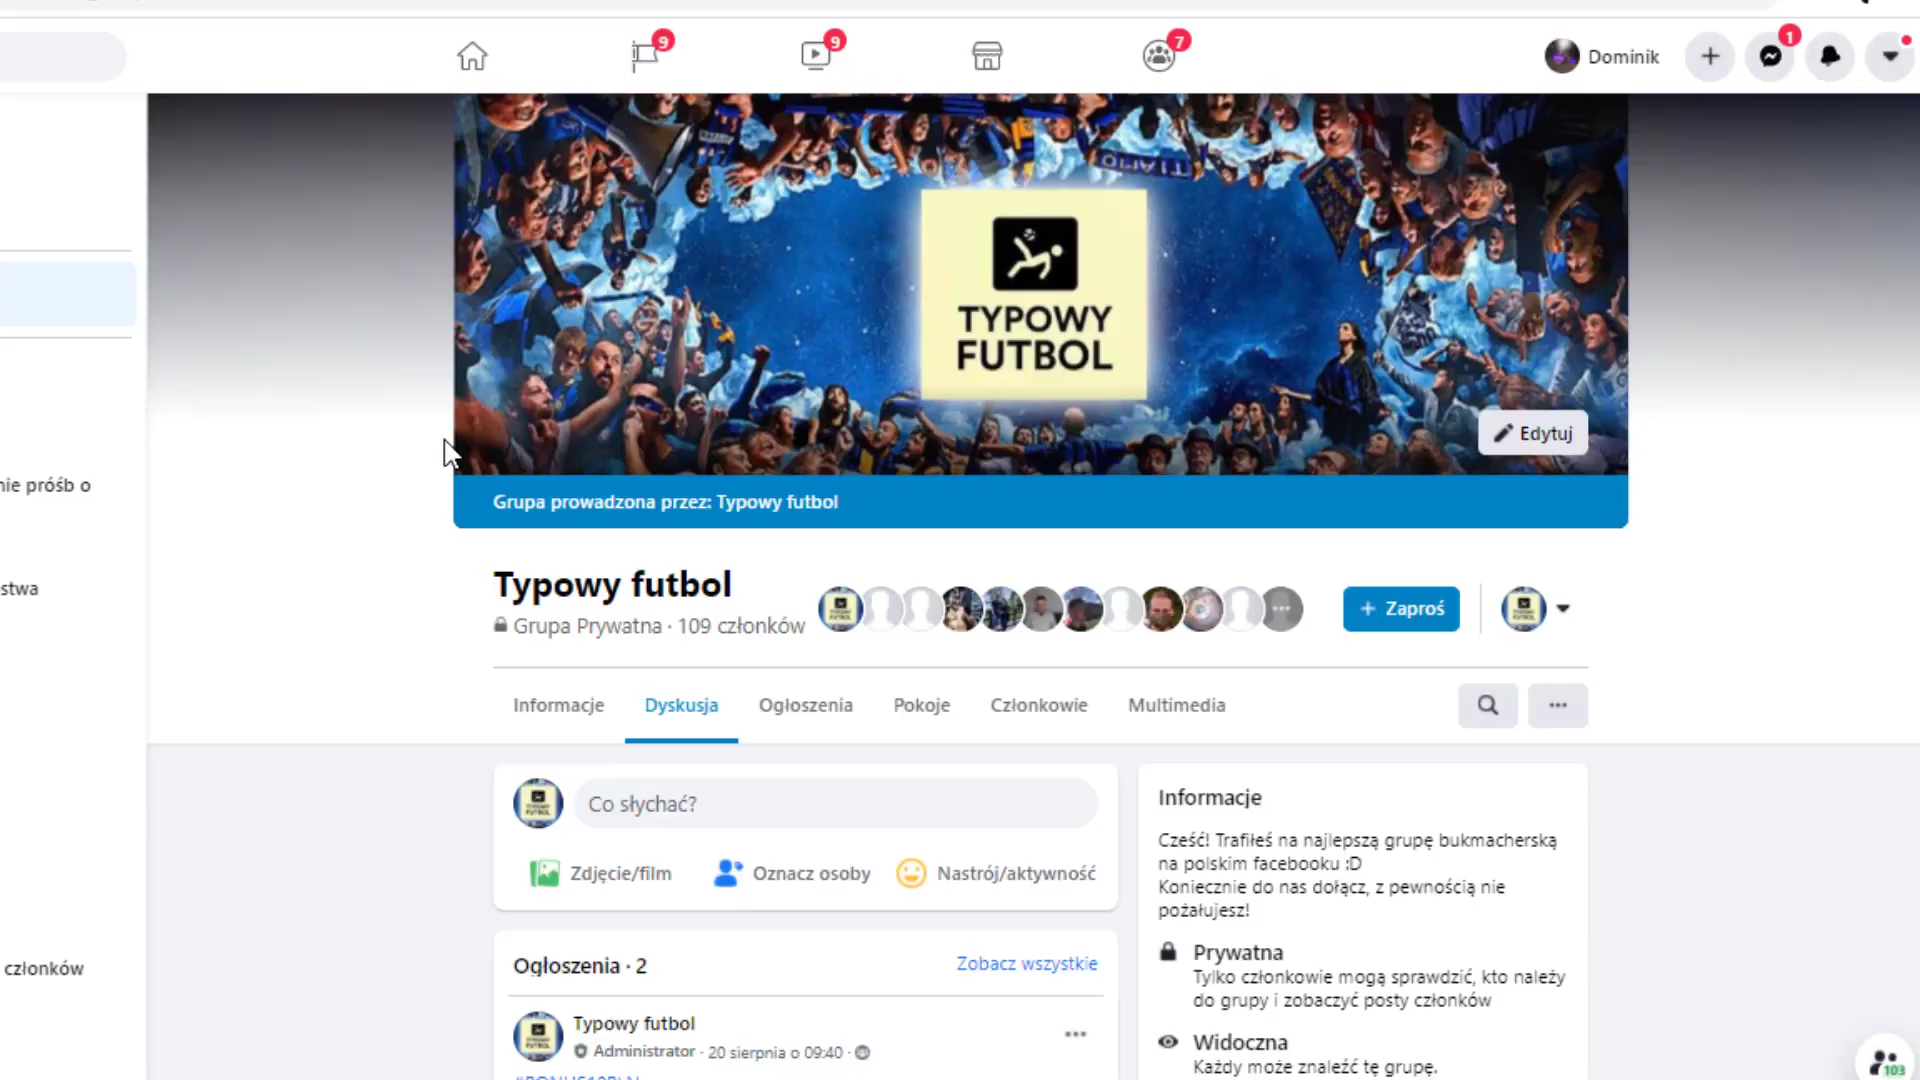 9
9
7
Dominik
1
TYPOWY
FUTBOL
Edytuj
nie próśb o
Grupa prowadzona przez: Typowy futbol
Typowy futbol
Grupa Prywatna · 109 członków
Zaproś
stwa
Informacje
Dyskusja
Ogłoszenia
Pokoje
Członkowie
Multimedia
Co słychać?
Zdjęcie/film
Oznacz osoby
Nastrój/aktywność
Informacje
Cześć! Trafiłeś na najlepszą grupę bukmacherską
na polskim facebooku :D
Koniecznie do nas dołącz, z pewnością nie
pożałujesz!
Prywatna
Tylko członkowie mogą sprawdzić, kto należy
do grupy i zobaczyć posty członków
Widoczna
Każdy może znaleźć tę grupę.
członków
Ogłoszenia · 2
Zobacz wszystkie
Typowy futbol
Administrator · 20 sierpnia o 09:40 ·
103